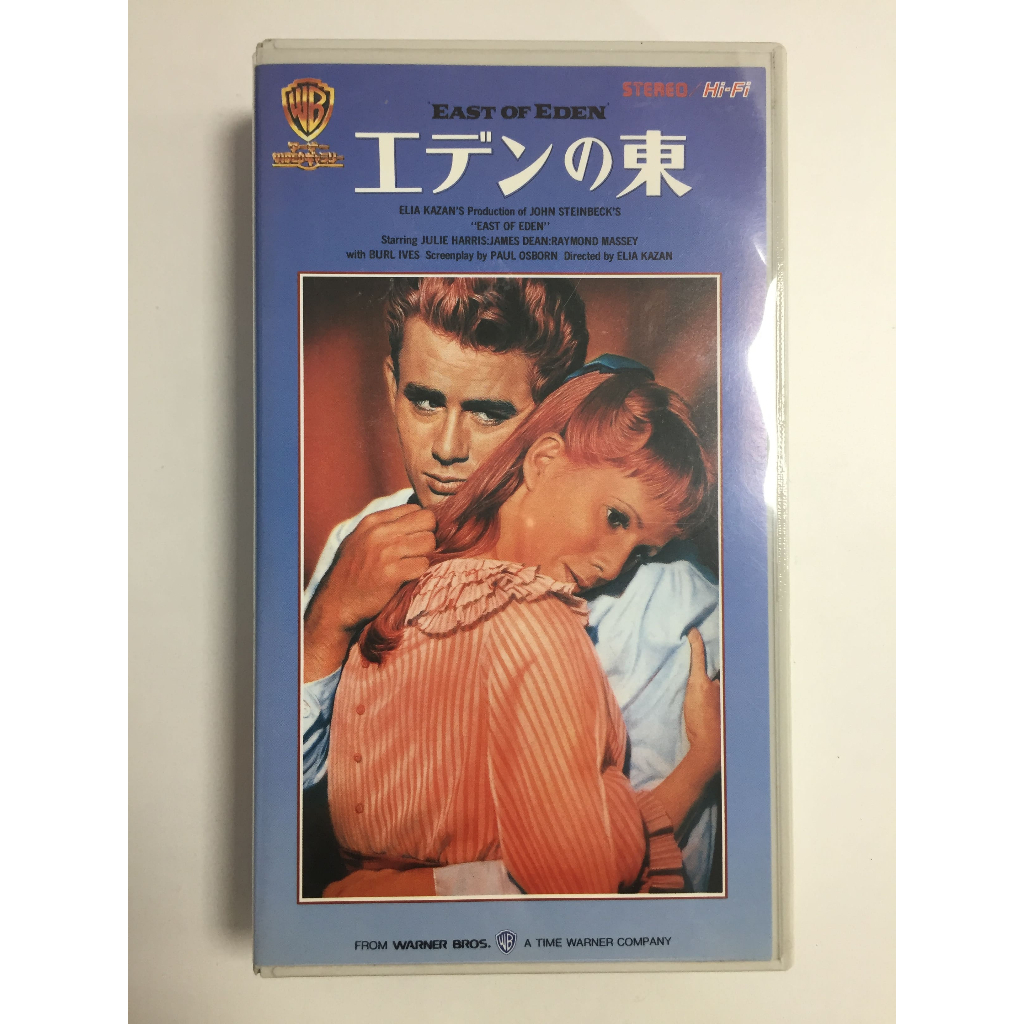 WB
STEREO Hi-Fi
"EAST OF EDEN"
エデンの東
ELIA KAZAN'S Production of JOHN STEINBECK'S
"EAST OF EDEN"
Starring JULIE HARRIS:JAMES DEAN:RAYMOND MASSEY
with BURL IVES Screenplay by PAUL OSBORN Directed by ELIA KAZAN
FROM WARNER BROS. WB A TIME WARNER COMPANY